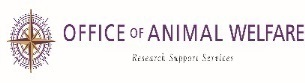 OFFICE OF ANIMAL WELFARE
Research Support Services